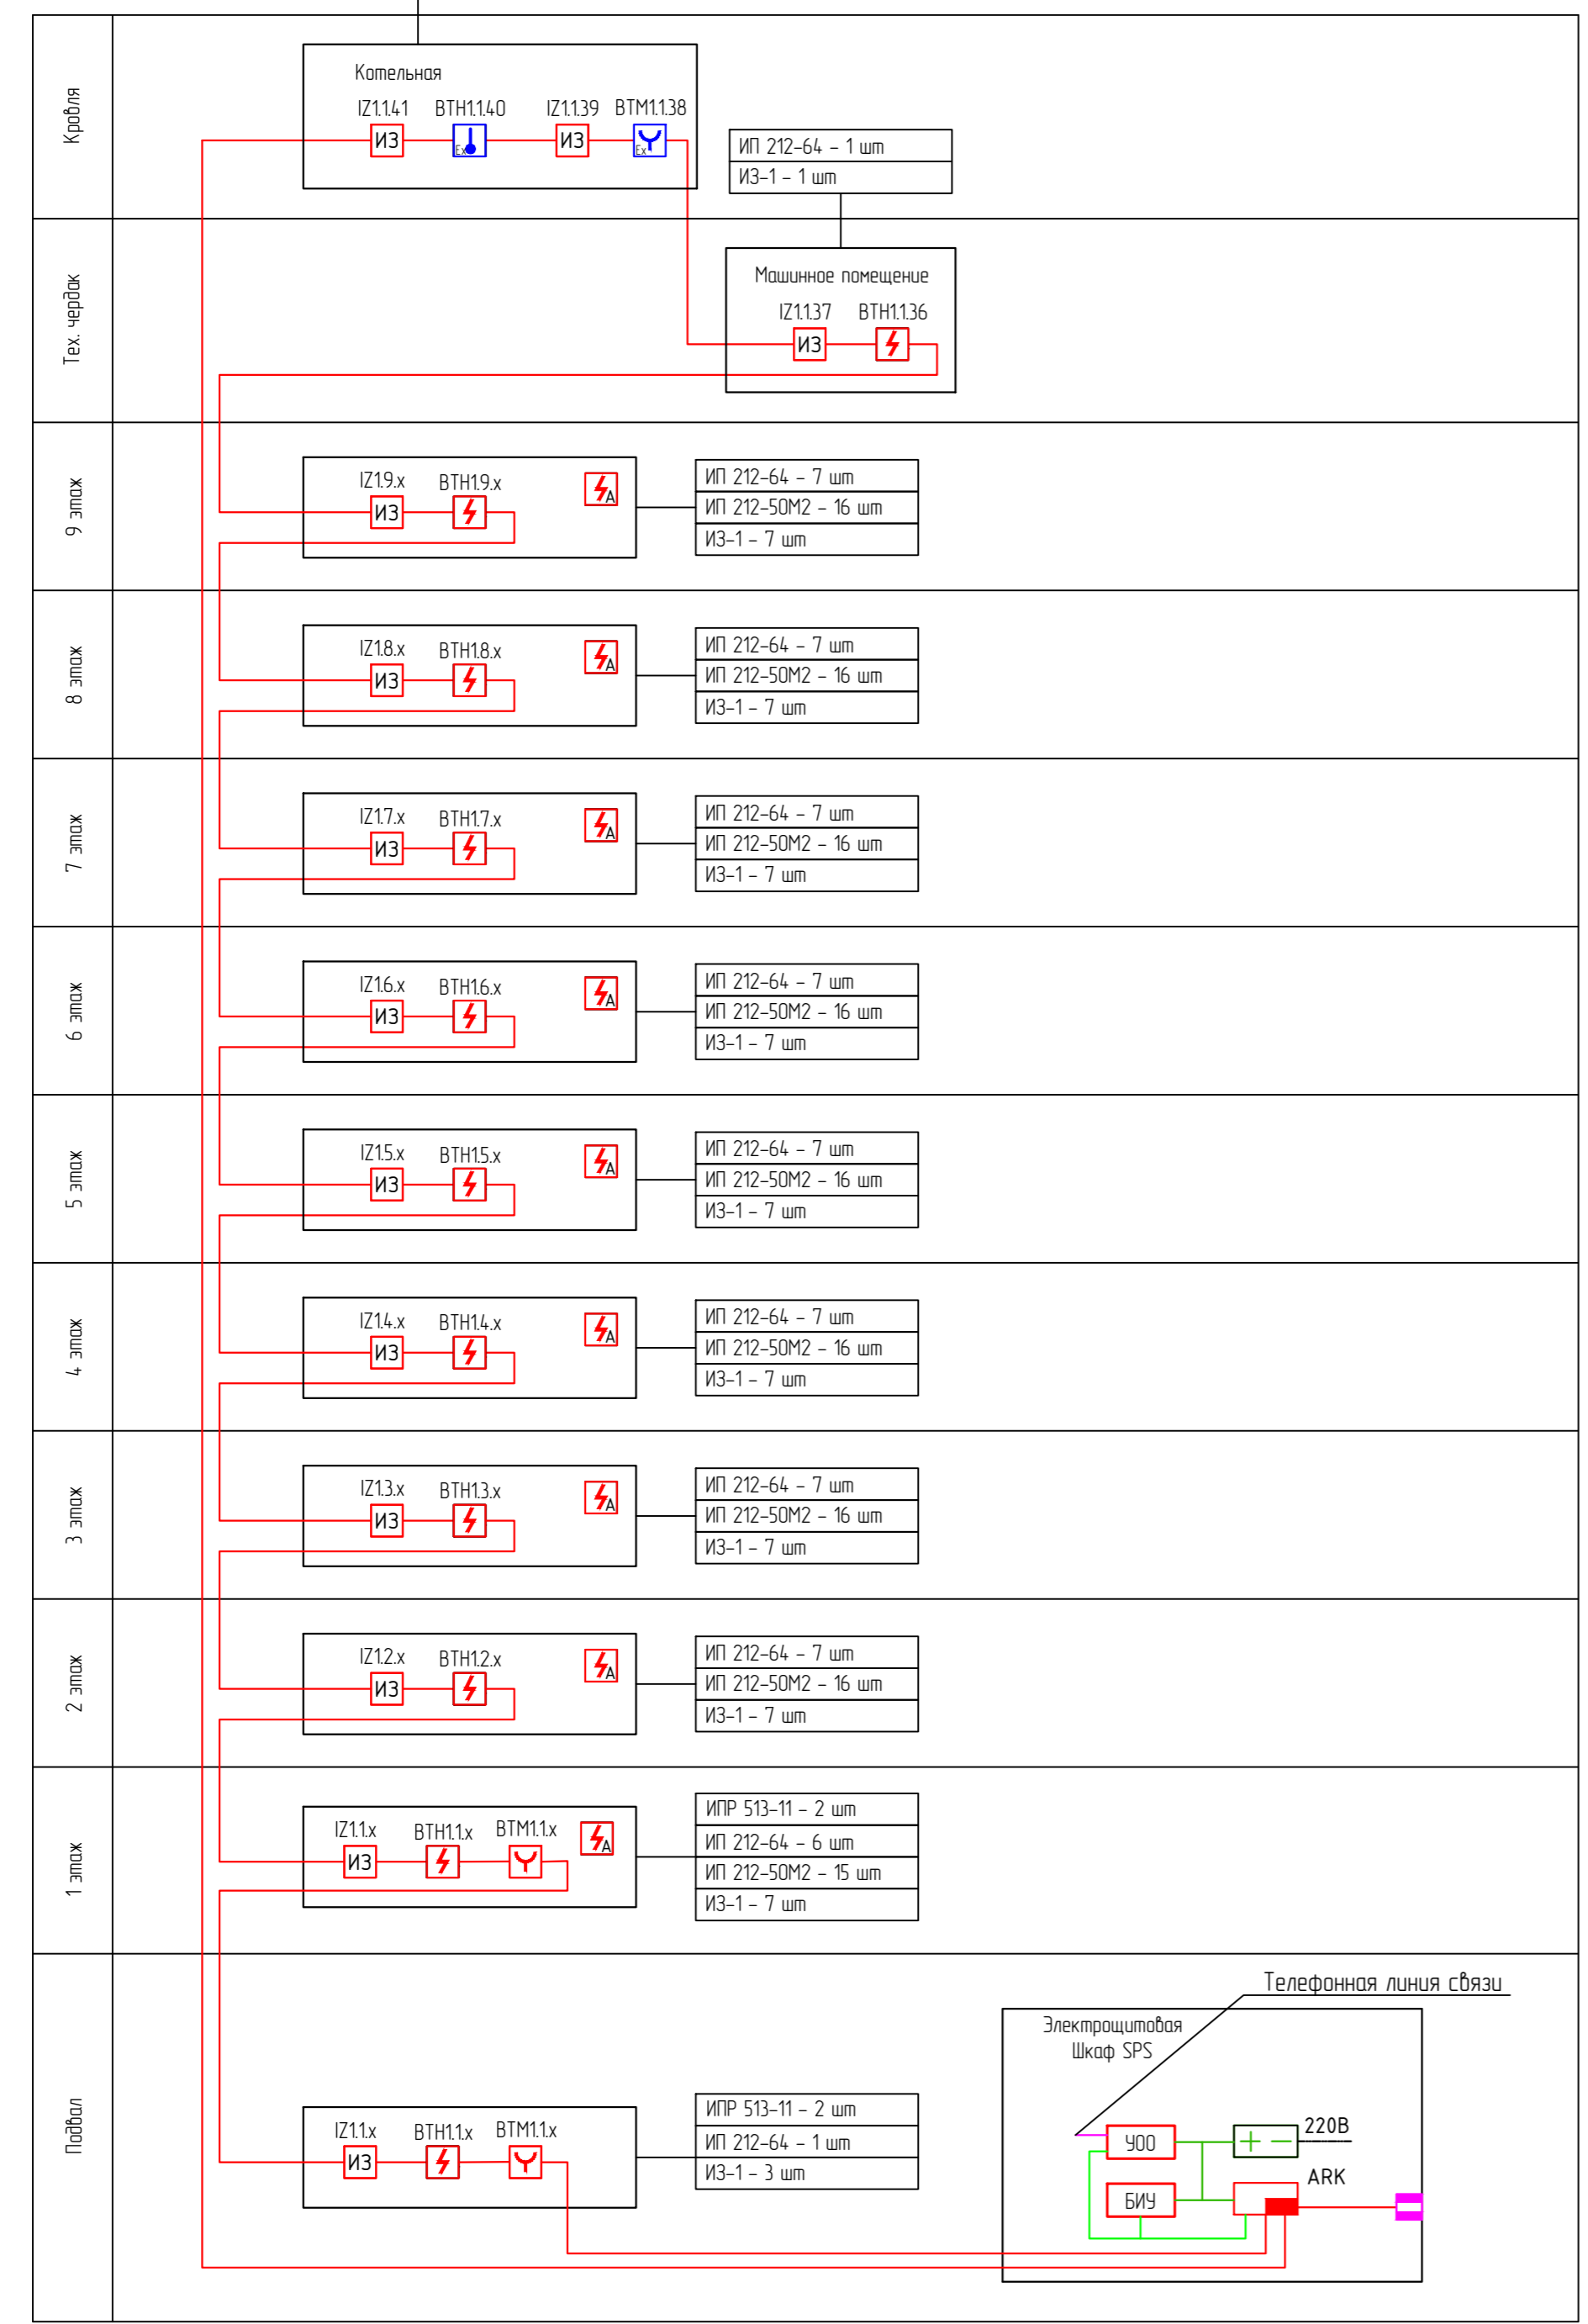 Кровля
Котельная
IZ1.1.41
BTH1.1.40
IZ1.1.39
BTM1.1.38
ИЗ
Ex
ИЗ
Ex
ИП 212-64 - 1 шт
ИЗ-1 - 1 шт
Тех. чердак
Машинное помещение
IZ1.1.37
BTH1.1.36
ИЗ
9 этаж
IZ1.9.x
BTH1.9.x
ИЗ
A
ИП 212-64 - 7 шт
ИП 212-50М2 - 16 шт
ИЗ-1 - 7 шт
8 этаж
IZ1.8.x
BTH1.8.x
ИЗ
A
ИП 212-64 - 7 шт
ИП 212-50М2 - 16 шт
ИЗ-1 - 7 шт
7 этаж
IZ1.7.x
BTH1.7.x
ИЗ
A
ИП 212-64 - 7 шт
ИП 212-50М2 - 16 шт
ИЗ-1 - 7 шт
6 этаж
IZ1.6.x
BTH1.6.x
ИЗ
A
ИП 212-64 - 7 шт
ИП 212-50М2 - 16 шт
ИЗ-1 - 7 шт
5 этаж
IZ1.5.x
BTH1.5.x
ИЗ
A
ИП 212-64 - 7 шт
ИП 212-50М2 - 16 шт
ИЗ-1 - 7 шт
4 этаж
IZ1.4.x
BTH1.4.x
ИЗ
A
ИП 212-64 - 7 шт
ИП 212-50М2 - 16 шт
ИЗ-1 - 7 шт
3 этаж
IZ1.3.x
BTH1.3.x
ИЗ
A
ИП 212-64 - 7 шт
ИП 212-50М2 - 16 шт
ИЗ-1 - 7 шт
2 этаж
IZ1.2.x
BTH1.2.x
ИЗ
A
ИП 212-64 - 7 шт
ИП 212-50М2 - 16 шт
ИЗ-1 - 7 шт
1 этаж
IZ1.1.x
BTH1.1.x
BTM1.1.x
ИЗ
A
ИПР 513-11 - 2 шт
ИП 212-64 - 6 шт
ИП 212-50М2 - 15 шт
ИЗ-1 - 7 шт
Подвал
IZ1.1.x
BTH1.1.x
BTM1.1.x
ИЗ
ИПР 513-11 - 2 шт
ИП 212-64 - 1 шт
ИЗ-1 - 3 шт
Телефонная линия связи
Электрощитовая
Шкаф SPS
УОО
220В
БИУ
ARK